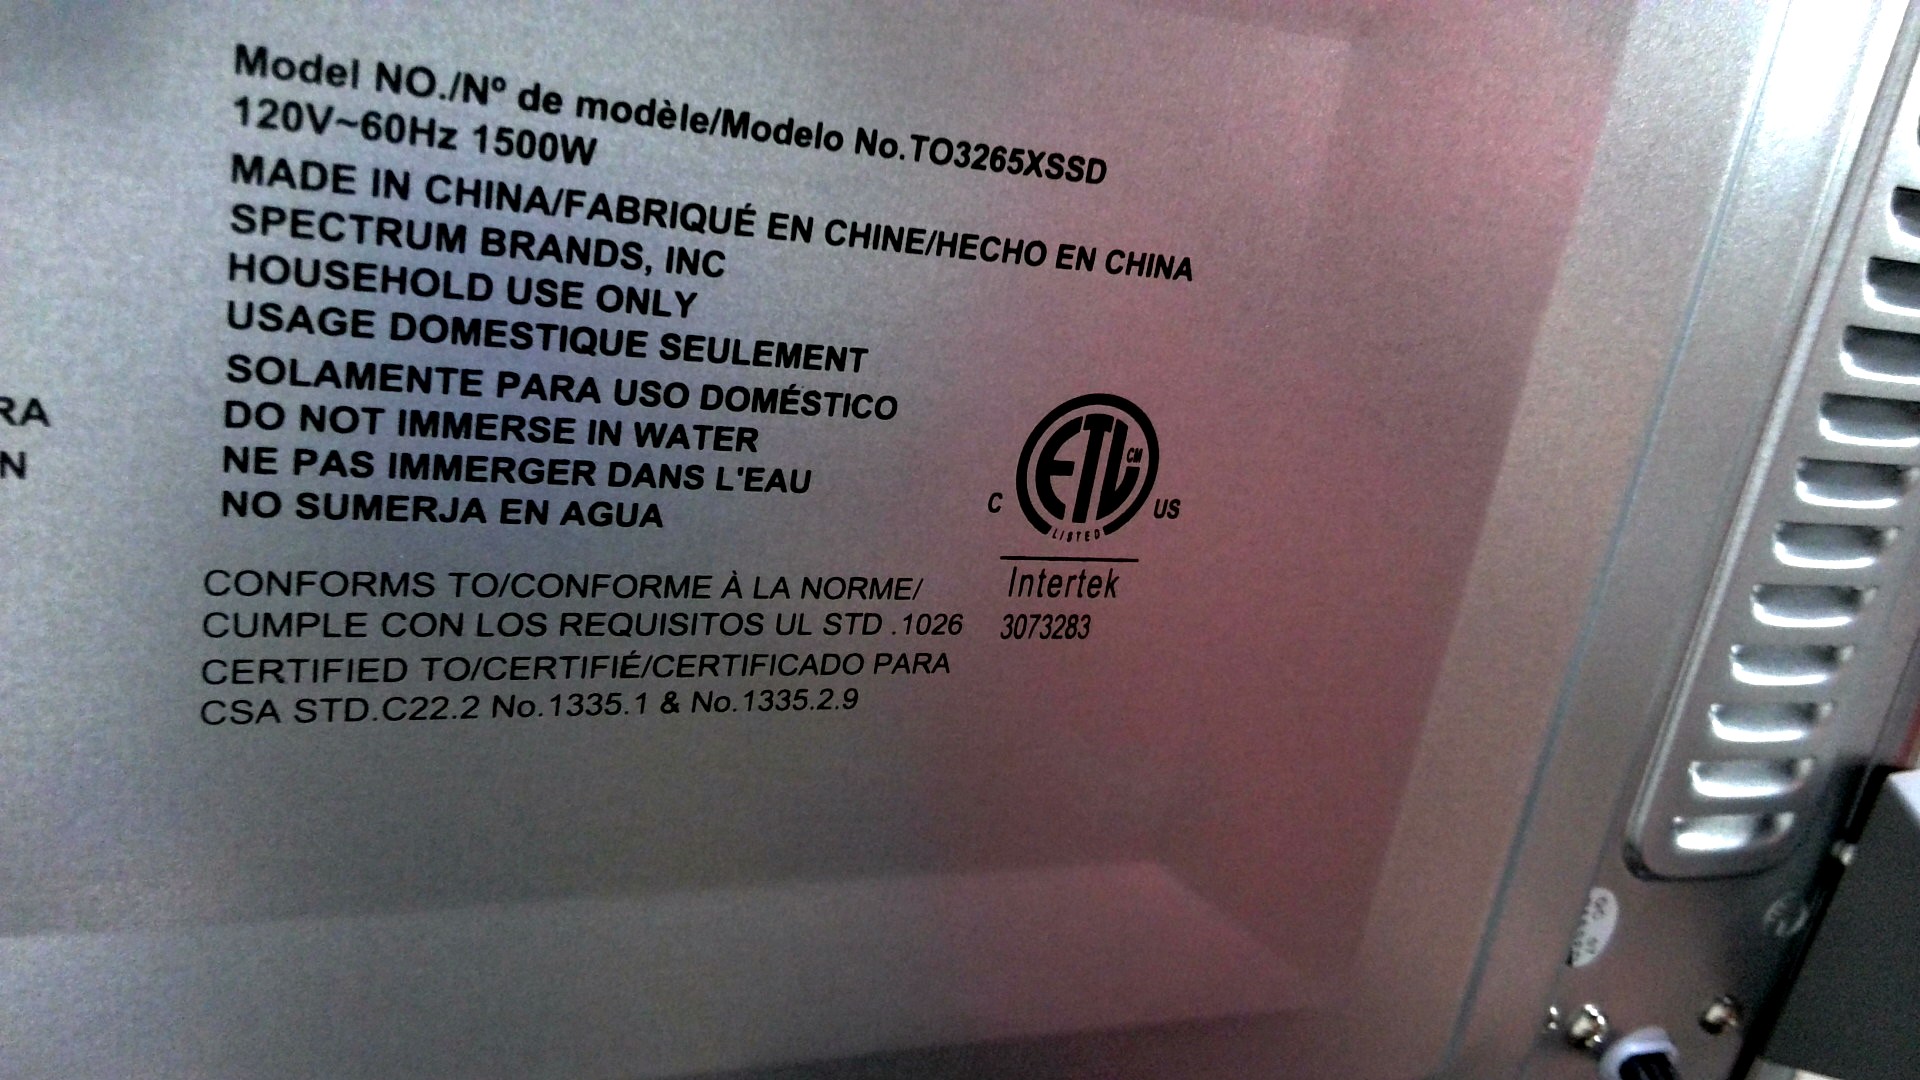 Model NO./Nº de modèle/Modelo No.TO3265XSSD
120V~60Hz 1500W
MADE IN CHINA/FABRIQUÉ EN CHINE/HECHO EN CHINA
SPECTRUM BRANDS, INC
HOUSEHOLD USE ONLY
USAGE DOMESTIQUE SEULEMENT
SOLAMENTE PARA USO DOMÉSTICO
DO NOT IMMERSE IN WATER
NE PAS IMMERGER DANS L'EAU
NO SUMERJA EN AGUA
RA
N
C ETL CM US
LISTED
Intertek
3073283
CONFORMS TO/CONFORME À LA NORME/
CUMPLE CON LOS REQUISITOS UL STD .1026
CERTIFIED TO/CERTIFIÉ/CERTIFICADO PARA
CSA STD.C22.2 No.1335.1 & No.1335.2.9